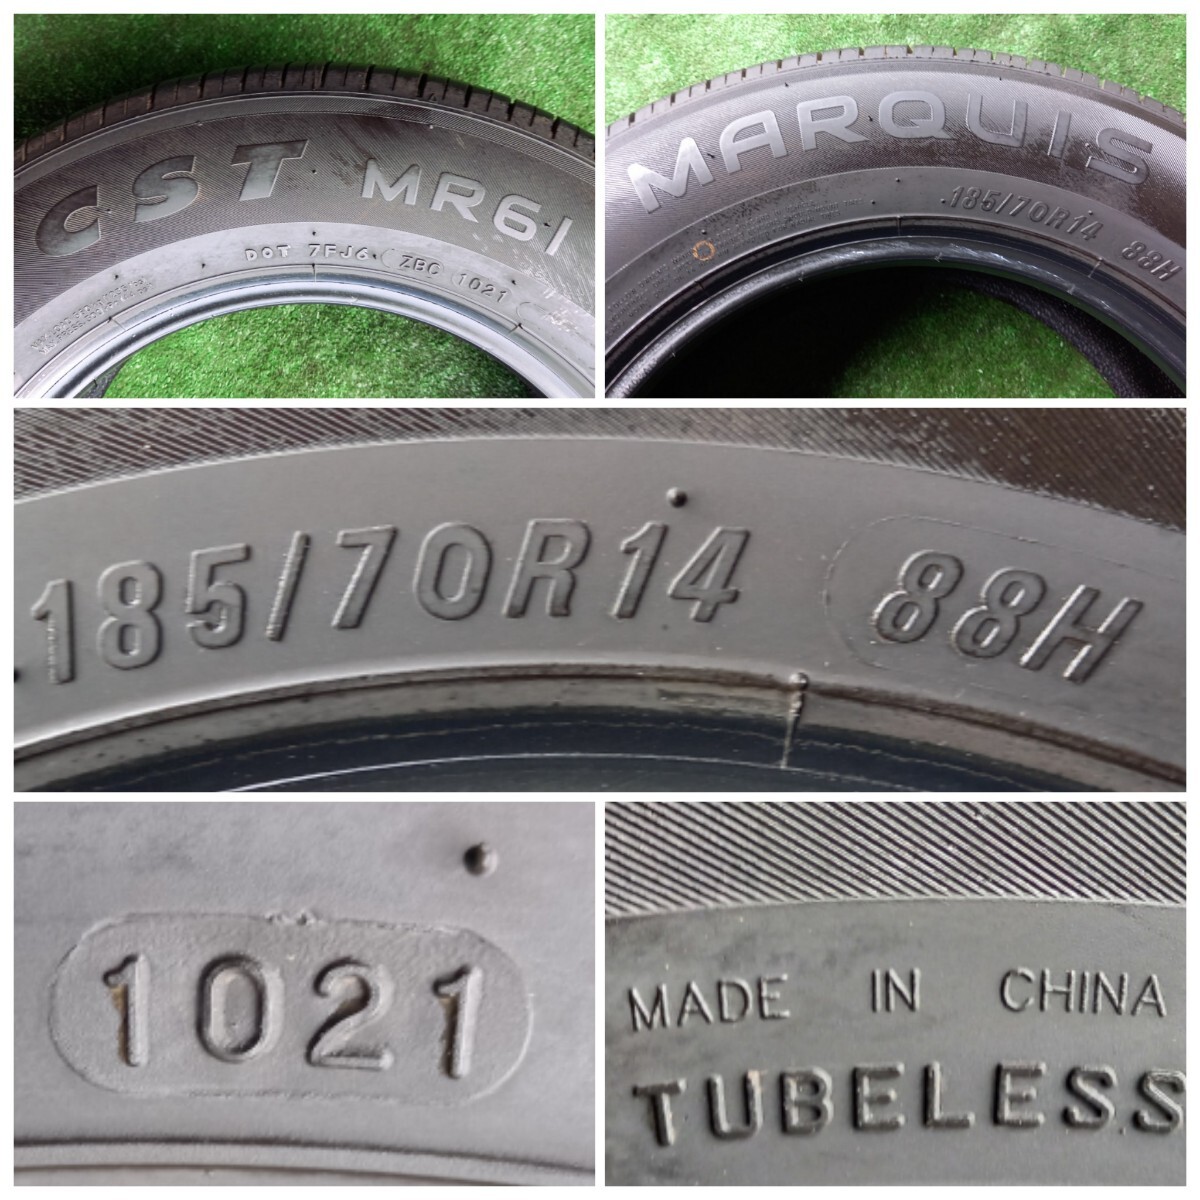 CST MR61
DOT 7FJ6 ZBC 1021
MARQUIS
185/70R14 88H
185/70R14 88H
1021
MADE IN CHINA
TUBELESS